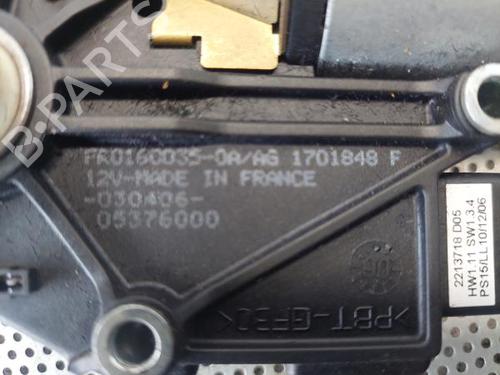 PR0160035-0A/AG 1701848 F
12V-MADE IN FRANCE
-030406-
05376000
>PBT-GF30<
2213718 D05
HW1.11 SW1.3.4
PS15/LL10/12/06
B-PARTS